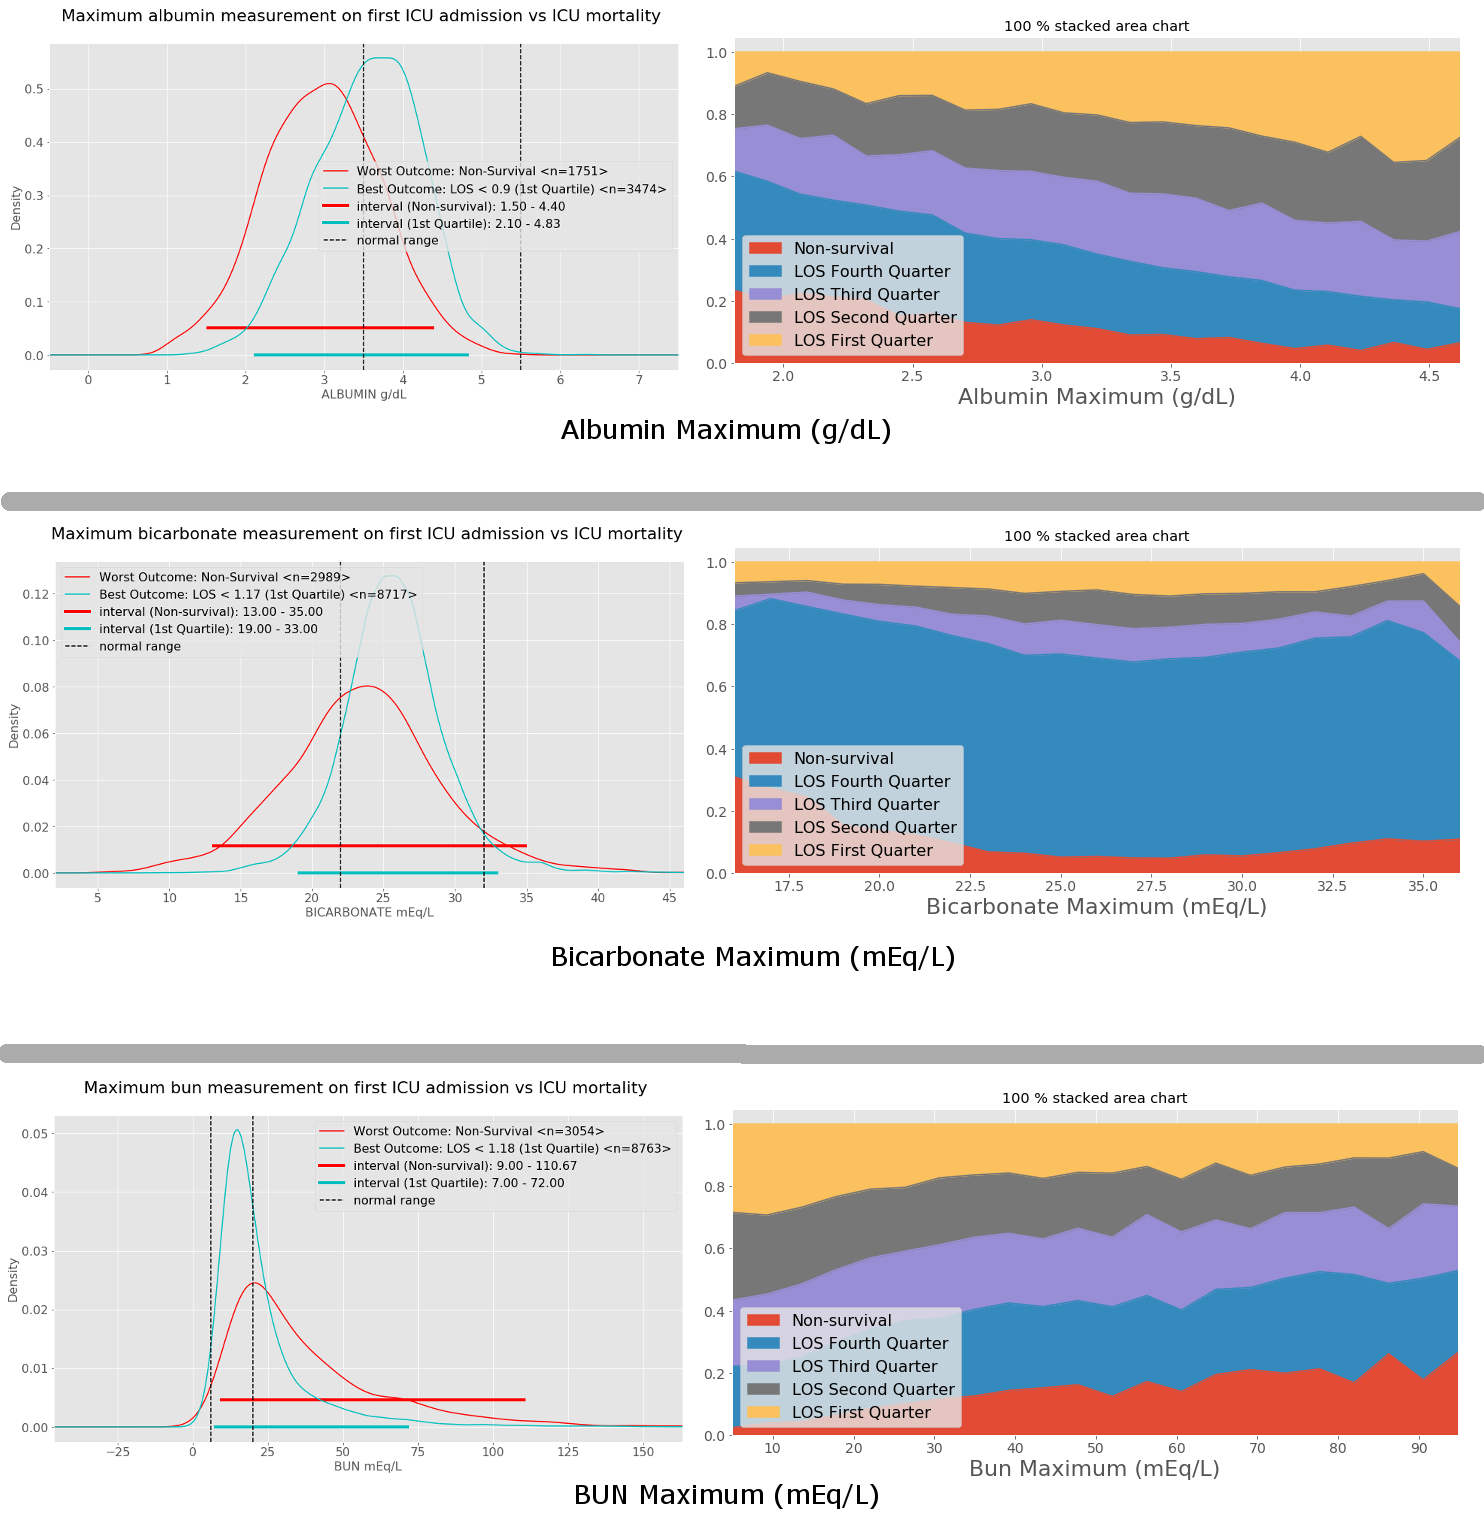 Maximum albumin measurement on first ICU admission vs ICU mortality
Density
0.5
0.4
0.3
0.2
0.1
0.0
Worst Outcome: Non-Survival <n=1751>
Best Outcome: LOS < 0.9 (1st Quartile) <n=3474>
interval (Non-survival): 1.50 - 4.40
interval (1st Quartile): 2.10 - 4.83
normal range
0 1 2 3 4 5 6 7
ALBUMIN g/dL
100 % stacked area chart
1.0
0.8
0.6
0.4
0.2
0.0
Non-survival
LOS Fourth Quarter
LOS Third Quarter
LOS Second Quarter
LOS First Quarter
2.0 2.5 3.0 3.5 4.0 4.5
Albumin Maximum (g/dL)
Albumin Maximum (g/dL)
Maximum bicarbonate measurement on first ICU admission vs ICU mortality
Density
0.12
0.10
0.08
0.06
0.04
0.02
0.00
Worst Outcome: Non-Survival <n=2989>
Best Outcome: LOS < 1.17 (1st Quartile) <n=8717>
interval (Non-survival): 13.00 - 35.00
interval (1st Quartile): 19.00 - 33.00
normal range
5 10 15 20 25 30 35 40 45
BICARBONATE mEq/L
100 % stacked area chart
1.0
0.8
0.6
0.4
0.2
0.0
Non-survival
LOS Fourth Quarter
LOS Third Quarter
LOS Second Quarter
LOS First Quarter
17.5 20.0 22.5 25.0 27.5 30.0 32.5 35.0
Bicarbonate Maximum (mEq/L)
Bicarbonate Maximum (mEq/L)
Maximum bun measurement on first ICU admission vs ICU mortality
Density
0.05
0.04
0.03
0.02
0.01
0.00
Worst Outcome: Non-Survival <n=3054>
Best Outcome: LOS < 1.18 (1st Quartile) <n=8763>
interval (Non-survival): 9.00 - 110.67
interval (1st Quartile): 7.00 - 72.00
normal range
−25 0 25 50 75 100 125 150
BUN mEq/L
100 % stacked area chart
1.0
0.8
0.6
0.4
0.2
0.0
Non-survival
LOS Fourth Quarter
LOS Third Quarter
LOS Second Quarter
LOS First Quarter
10 20 30 40 50 60 70 80 90
Bun Maximum (mEq/L)
BUN Maximum (mEq/L)